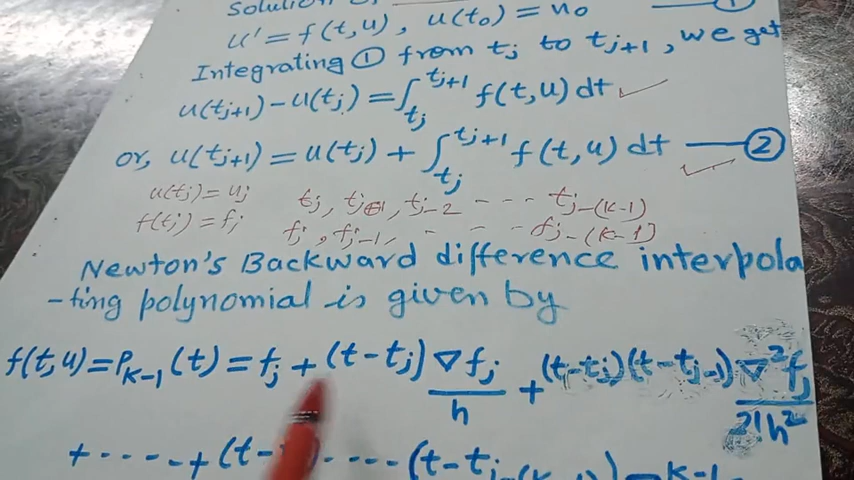 Solution
u' = f(t,u), u(t₀) = u₀ —— ①
Integrating ① from tⱼ to tⱼ₊₁, we get
u(tⱼ₊₁) - u(tⱼ) = ∫_{tⱼ}^{tⱼ₊₁} f(t,u) dt
or, u(tⱼ₊₁) = u(tⱼ) + ∫_{tⱼ}^{tⱼ₊₁} f(t,u) dt —— ②
u(tⱼ) = uⱼ tⱼ, tⱼ₋₁, tⱼ₋₂ - - - - tⱼ₋₍ₖ₋₁₎
f(tⱼ) = fⱼ fⱼ, fⱼ₋₁, - - - - fⱼ₋₍ₖ₋₁₎
Newton's Backward difference interpola
-ting polynomial is given by
f(t,u) = P_{k-1}(t) = fⱼ + (t-tⱼ) ∇fⱼ/h + (t-tⱼ)(t-tⱼ₋₁) ∇²fⱼ/2!h²
+ - - - - - + (t- - - - - - (t-t